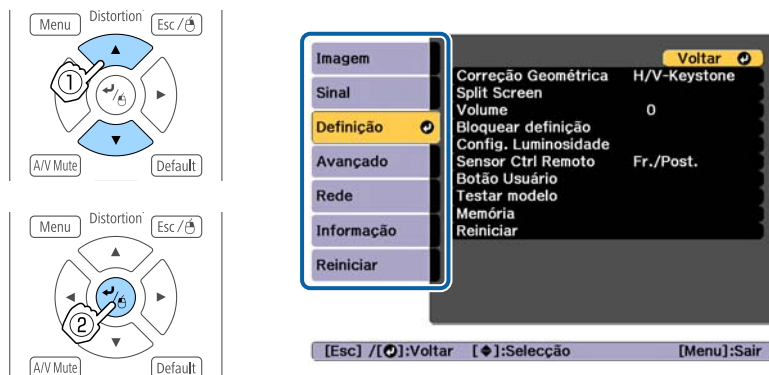 Menu
Distortion
Esc /
①
A/V Mute
Default
Menu
Distortion
Esc /
②
A/V Mute
Default
Imagem
Sinal
Definição
Avançado
Rede
Informação
Reiniciar
Voltar
Correção Geométrica H/V-Keystone
Split Screen
Volume 0
Bloquear definição
Config. Luminosidade
Sensor Ctrl Remoto Fr./Post.
Botão Usuário
Testar modelo
Memória
Reiniciar
[Esc] /[ ]:Voltar [ ]:Selecção [Menu]:Sair